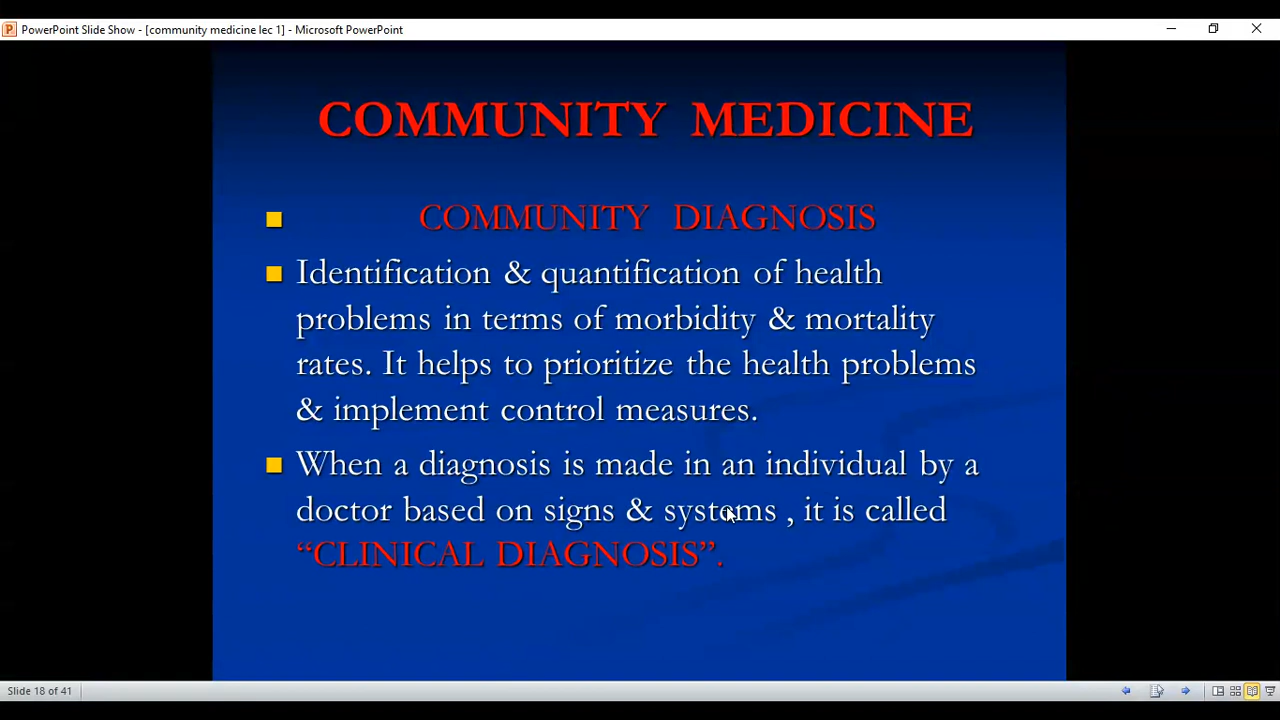 PowerPoint Slide Show - [community medicine lec 1] - Microsoft PowerPoint
COMMUNITY MEDICINE
COMMUNITY DIAGNOSIS
Identification & quantification of health
problems in terms of morbidity & mortality
rates. It helps to prioritize the health problems
& implement control measures.
When a diagnosis is made in an individual by a
doctor based on signs & systems , it is called
“CLINICAL DIAGNOSIS”.
Slide 18 of 41